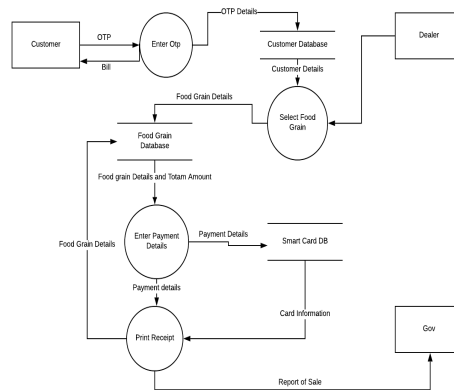 OTP Details
Customer
OTP
Enter Otp
Customer Database
Dealer
Bill
Customer Details
Food Grain Details
Select Food
Grain
Food Grain
Database
Food grain Details and Totam Amount
Food Grain Details
Enter Payment
Details
Payment Details
Smart Card DB
Payment details
Card Information
Print Receipt
Gov
Report of Sale